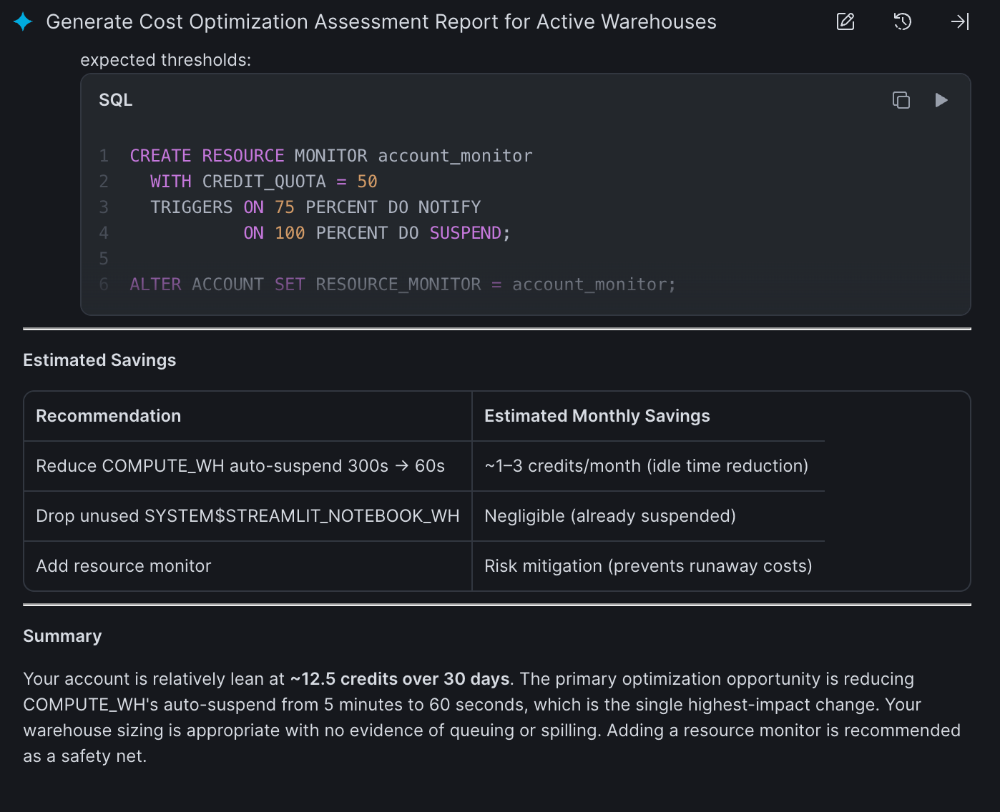 Generate Cost Optimization Assessment Report for Active Warehouses
expected thresholds:
SQL
1 CREATE RESOURCE MONITOR account_monitor
2 WITH CREDIT_QUOTA = 50
3 TRIGGERS ON 75 PERCENT DO NOTIFY
4 ON 100 PERCENT DO SUSPEND;
5
6 ALTER ACCOUNT SET RESOURCE_MONITOR = account_monitor;
Estimated Savings
Recommendation Estimated Monthly Savings
Reduce COMPUTE_WH auto-suspend 300s → 60s ~1–3 credits/month (idle time reduction)
Drop unused SYSTEM$STREAMLIT_NOTEBOOK_WH Negligible (already suspended)
Add resource monitor Risk mitigation (prevents runaway costs)
Summary
Your account is relatively lean at ~12.5 credits over 30 days. The primary optimization opportunity is reducing
COMPUTE_WH's auto-suspend from 5 minutes to 60 seconds, which is the single highest-impact change. Your
warehouse sizing is appropriate with no evidence of queuing or spilling. Adding a resource monitor is recommended
as a safety net.